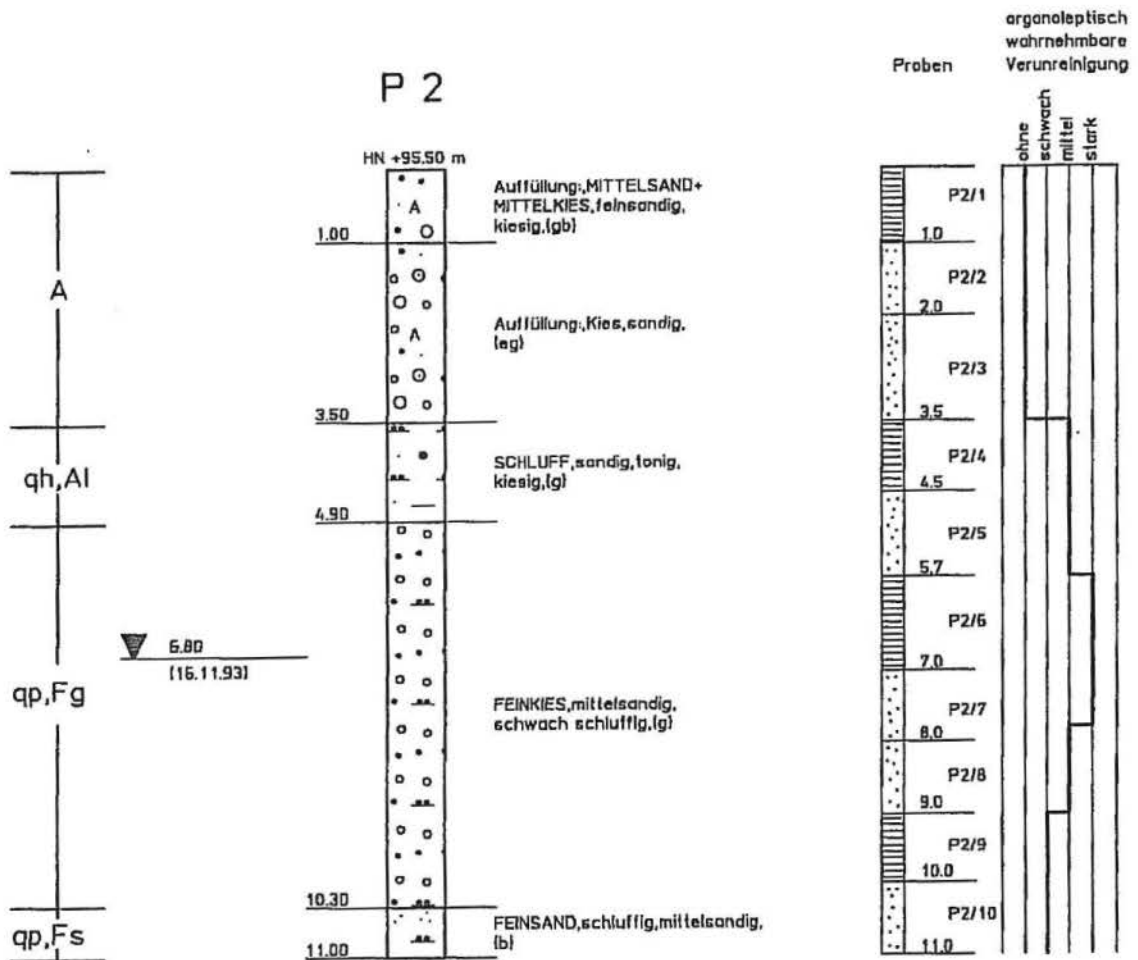 organoleptisch
wahrnehmbare
Verunreinigung
Proben
ohne
schwach
mittel
stark
P 2
HN +95.50 m
Auffüllung:,MITTELSAND+
MITTELKIES,feinsandig,
kiesig,(gb)
A
1.00
Auffüllung:,Kies,sandig,
(eg)
A
3.50
SCHLUFF,sandig,tonig,
kiesig,(g)
4.90
FEINKIES,mittelsandig,
schwach schluffig,(g)
10.30
FEINSAND,schluffig,mittelsandig,
(b)
11.00
A
qh,Al
qp,Fg
qp,Fs
6.80
(16.11.93)
P2/1
1.0
P2/2
2.0
P2/3
3.5
P2/4
4.5
P2/5
5.7
P2/6
7.0
P2/7
8.0
P2/8
9.0
P2/9
10.0
P2/10
11.0